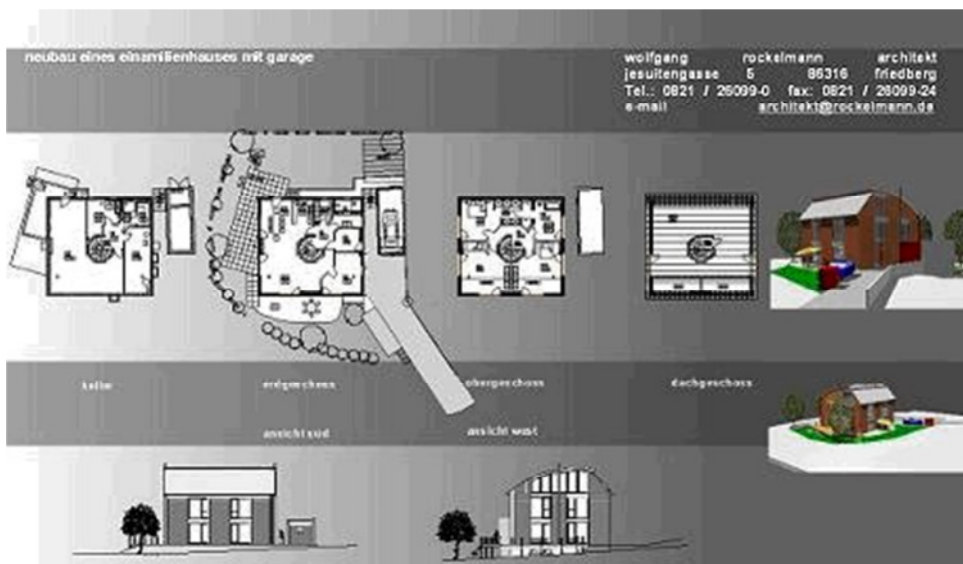 neubau eines einamilienhauses mit garage
wolfgang rockelmann architekt
jesuitengasse 5 86316 friedberg
Tel.: 0821 / 26099-0 fax: 0821 / 26099-24
e-mail architekt@rockelmann.de
keller erdgeschoss obergeschoss dachgeschoss
ansicht süd ansicht west